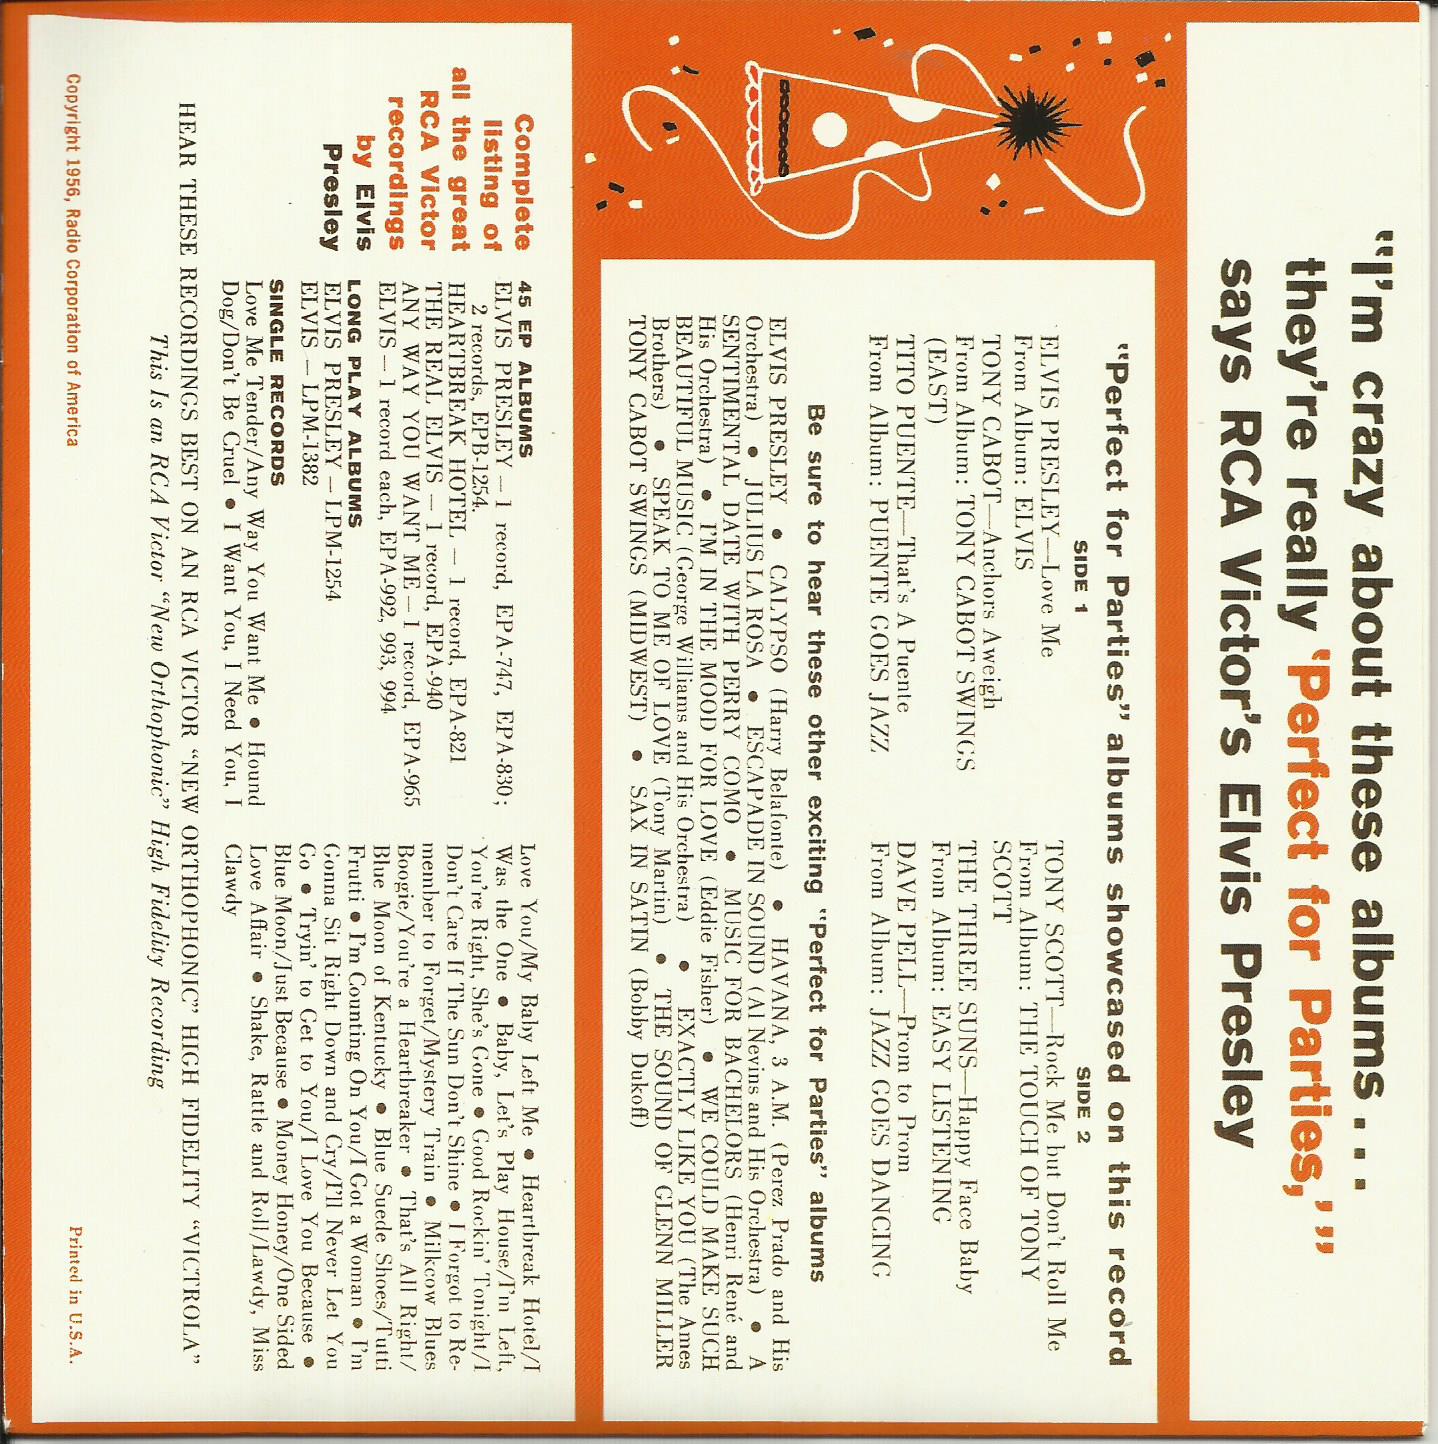 “I’m crazy about these albums . . .
they’re really ‘Perfect for Parties,’”
says RCA Victor’s Elvis Presley
“Perfect for Parties” albums showcased on this record
SIDE 1
ELVIS PRESLEY—Love Me
From Album: ELVIS
TONY CABOT—Anchors Aweigh
From Album: TONY CABOT SWINGS
(EAST)
TITO PUENTE—That’s A Puente
From Album: PUENTE GOES JAZZ
SIDE 2
TONY SCOTT—Rock Me but Don’t Roll Me
From Album: THE TOUCH OF TONY
SCOTT
THE THREE SUNS—Happy Face Baby
From Album: EASY LISTENING
DAVE PELL—Prom to Prom
From Album: JAZZ GOES DANCING
Be sure to hear these other exciting “Perfect for Parties” albums
ELVIS PRESLEY • CALYPSO (Harry Belafonte) • HAVANA, 3 A.M. (Perez Prado and His
Orchestra) • JULIUS LA ROSA • ESCAPADE IN SOUND (Al Nevins and His Orchestra) • A
SENTIMENTAL DATE WITH PERRY COMO • MUSIC FOR BACHELORS (Henri René and
His Orchestra) • I’M IN THE MOOD FOR LOVE (Eddie Fisher) • WE COULD MAKE SUCH
BEAUTIFUL MUSIC (George Williams and His Orchestra) • EXACTLY LIKE YOU (The Ames
Brothers) • SPEAK TO ME OF LOVE (Tony Martin) • THE SOUND OF GLENN MILLER
TONY CABOT SWINGS (MIDWEST) • SAX IN SATIN (Bobby Dukoff)
Complete
listing of
all the great
RCA Victor
recordings
by Elvis
Presley
45 EP ALBUMS
ELVIS PRESLEY — 1 record, EPA-747, EPA-830;
2 records, EPB-1254.
HEARTBREAK HOTEL — 1 record, EPA-821
THE REAL ELVIS — 1 record, EPA-940
ANY WAY YOU WANT ME — 1 record, EPA-965
ELVIS — 1 record each, EPA-992, 993, 994
LONG PLAY ALBUMS
ELVIS PRESLEY — LPM-1254
ELVIS — LPM-1382
SINGLE RECORDS
Love Me Tender/Any Way You Want Me • Hound
Dog/Don’t Be Cruel • I Want You, I Need You, I
Love You/My Baby Left Me • Heartbreak Hotel/I
Was the One • Baby, Let’s Play House/I’m Left,
You’re Right, She’s Gone • Good Rockin’ Tonight/I
Don’t Care If The Sun Don’t Shine • I Forgot to Re-
member to Forget/Mystery Train • Milkcow Blues
Boogie/You’re a Heartbreaker • That’s All Right/
Blue Moon of Kentucky • Blue Suede Shoes/Tutti
Frutti • I’m Counting On You/I Got a Woman • I’m
Gonna Sit Right Down and Cry/I’ll Never Let You
Go • Tryin’ to Get to You/I Love You Because •
Blue Moon/Just Because • Money Honey/One Sided
Love Affair • Shake, Rattle and Roll/Lawdy, Miss
Clawdy
HEAR THESE RECORDINGS BEST ON AN RCA VICTOR “NEW ORTHOPHONIC” HIGH FIDELITY “VICTROLA”
This Is an RCA Victor “New Orthophonic” High Fidelity Recording
Copyright 1956, Radio Corporation of America
Printed in U.S.A.